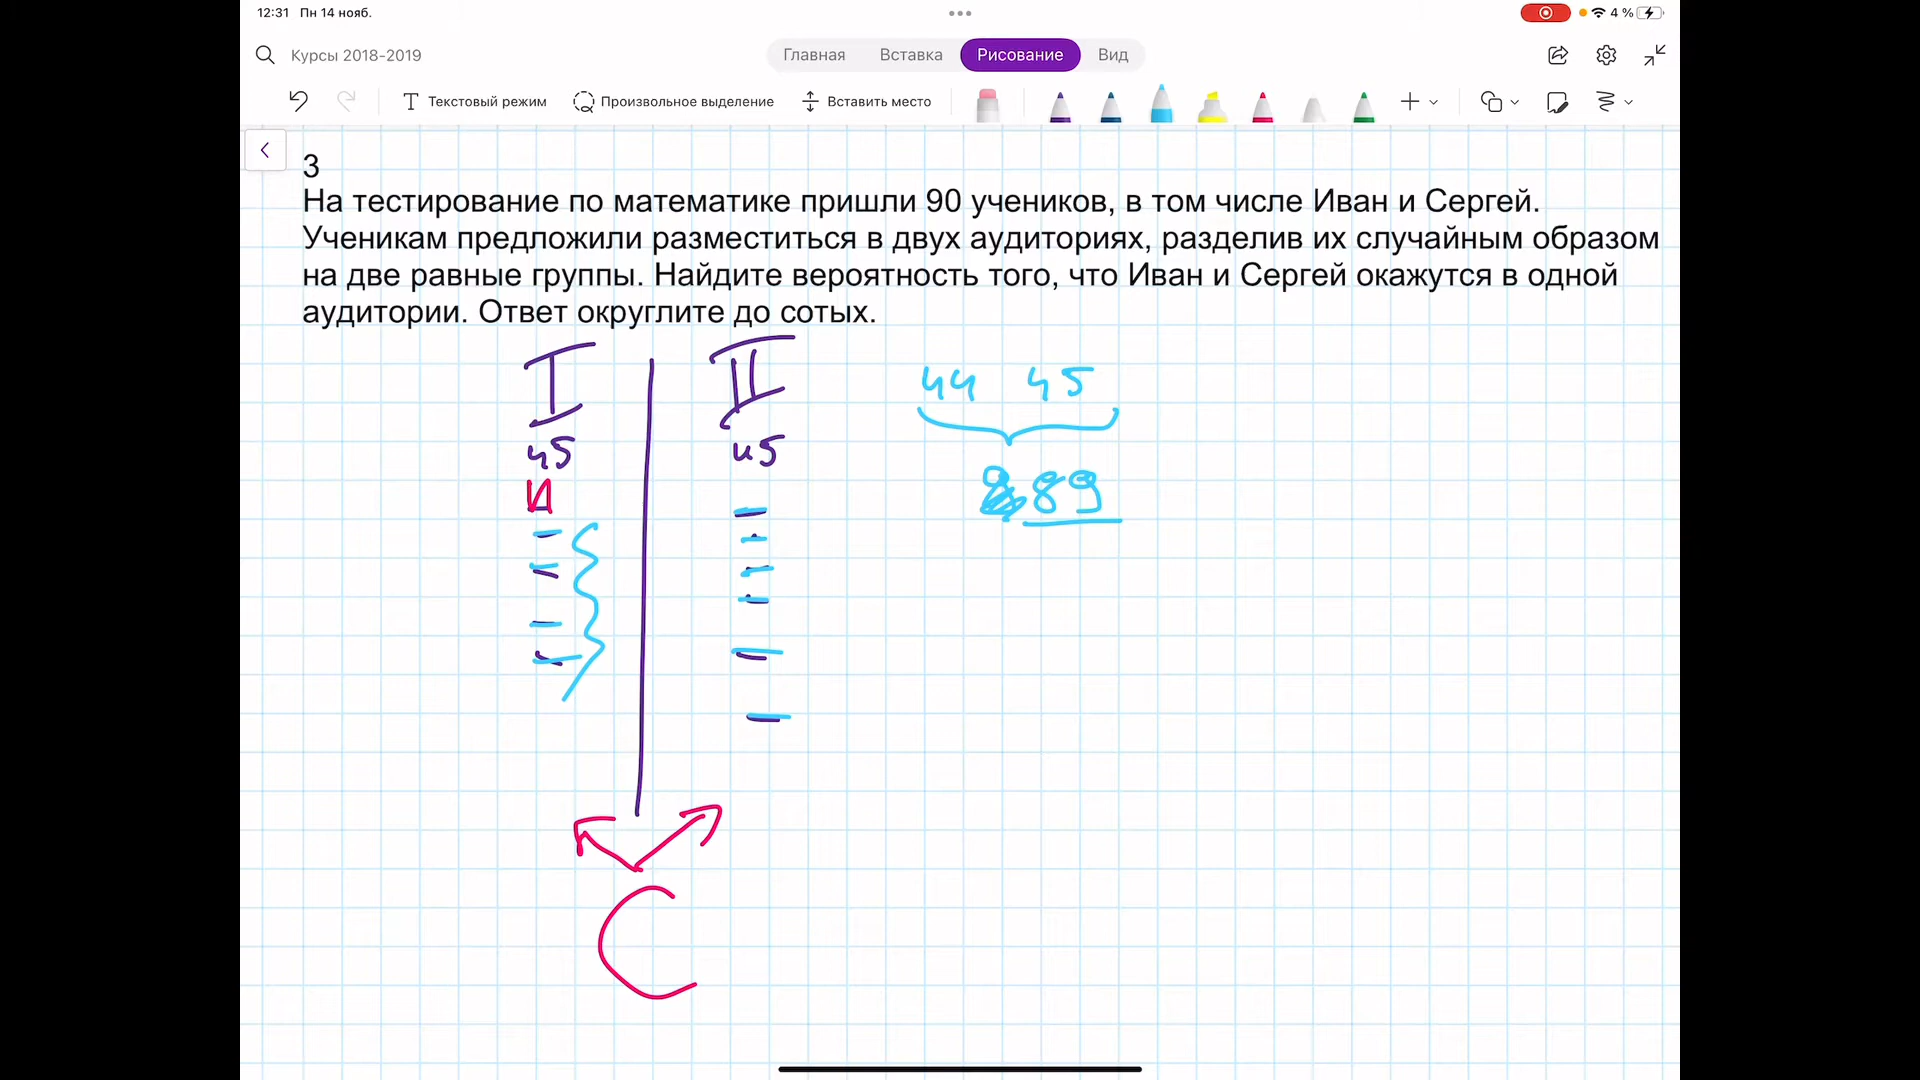 12:31 Пн 14 нояб.
4 %
Курсы 2018-2019
Главная Вставка Рисование Вид
Текстовый режим Произвольное выделение Вставить место
3
На тестирование по математике пришли 90 учеников, в том числе Иван и Сергей.
Ученикам предложили разместиться в двух аудиториях, разделив их случайным образом
на две равные группы. Найдите вероятность того, что Иван и Сергей окажутся в одной
аудитории. Ответ округлите до сотых.
I II
44 45
45 45
И
89
С